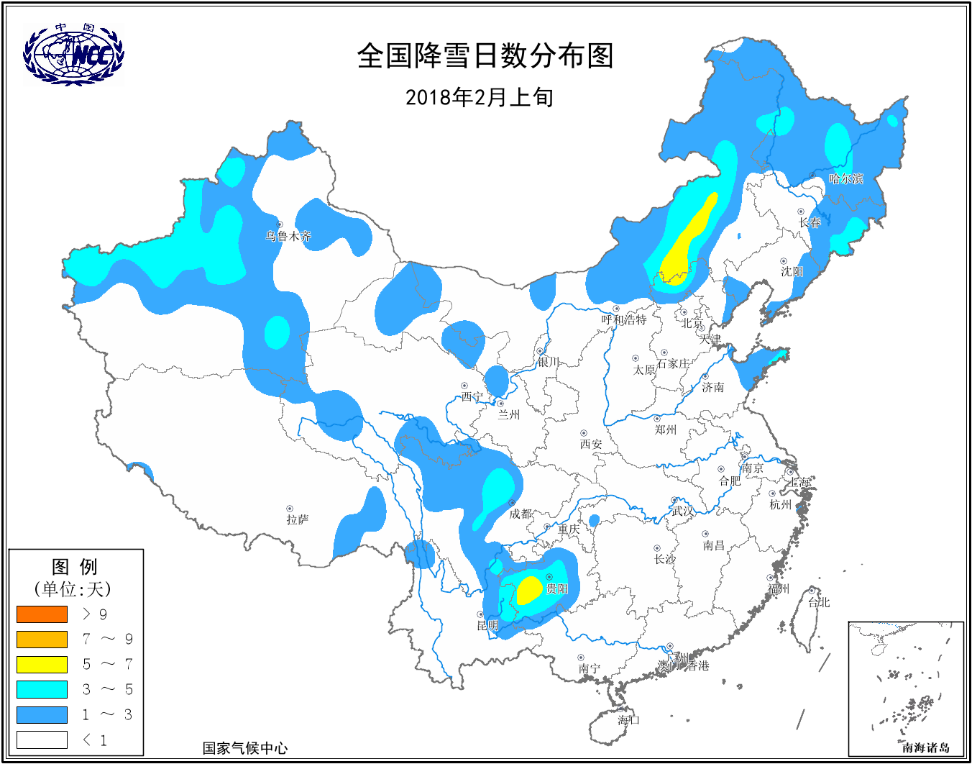 中 国
NCC
全国降雪日数分布图
2018年2月上旬
哈尔滨
长春
乌鲁木齐
沈阳
呼和浩特
北京
天津
银川
太原
石家庄
西宁
济南
兰州
郑州
西安
南京
合肥
上海
杭州
拉萨
成都
武汉
重庆
南昌
长沙
贵阳
福州
台北
昆明
广州
南宁
澳门
香港
海口
图 例
(单位:天)
> 9
7 ~ 9
5 ~ 7
3 ~ 5
1 ~ 3
< 1
国家气候中心
南海诸岛